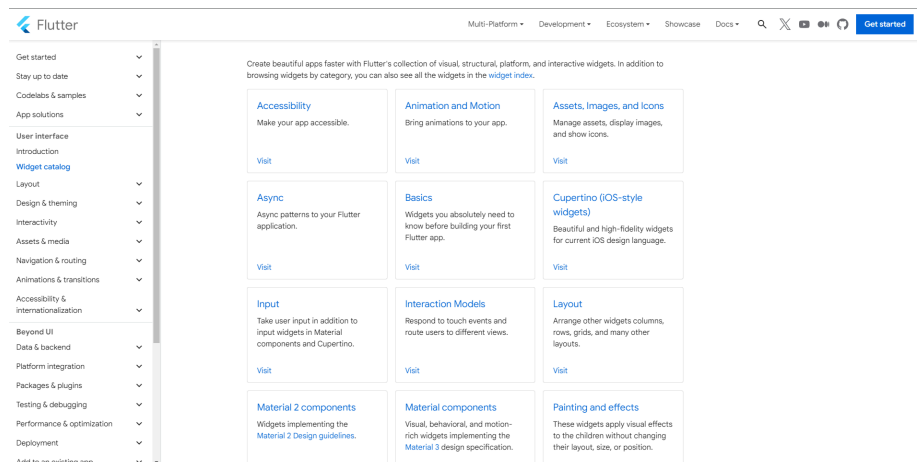 Flutter
Multi-Platform
Development
Ecosystem
Showcase
Docs
Get started
Get started
Stay up to date
Codelabs & samples
App solutions
User interface
Introduction
Widget catalog
Layout
Design & theming
Interactivity
Assets & media
Navigation & routing
Animations & transitions
Accessibility &
internationalization
Beyond UI
Data & backend
Platform integration
Packages & plugins
Testing & debugging
Performance & optimization
Deployment
Add to an existing app
Create beautiful apps faster with Flutter's collection of visual, structural, platform, and interactive widgets. In addition to
browsing widgets by category, you can also see all the widgets in the widget index.
Accessibility
Make your app accessible.
Visit
Animation and Motion
Bring animations to your app.
Visit
Assets, Images, and Icons
Manage assets, display images,
and show icons.
Visit
Async
Async patterns to your Flutter
application.
Visit
Basics
Widgets you absolutely need to
know before building your first
Flutter app.
Visit
Cupertino (iOS-style
widgets)
Beautiful and high-fidelity widgets
for current iOS design language.
Visit
Input
Take user input in addition to
input widgets in Material
components and Cupertino.
Visit
Interaction Models
Respond to touch events and
route users to different views.
Visit
Layout
Arrange other widgets columns,
rows, grids, and many other
layouts.
Visit
Material 2 components
Widgets implementing the
Material 2 Design guidelines.
Material components
Visual, behavioral, and motion-
rich widgets implementing the
Material 3 design specification.
Painting and effects
These widgets apply visual effects
to the children without changing
their layout, size, or position.